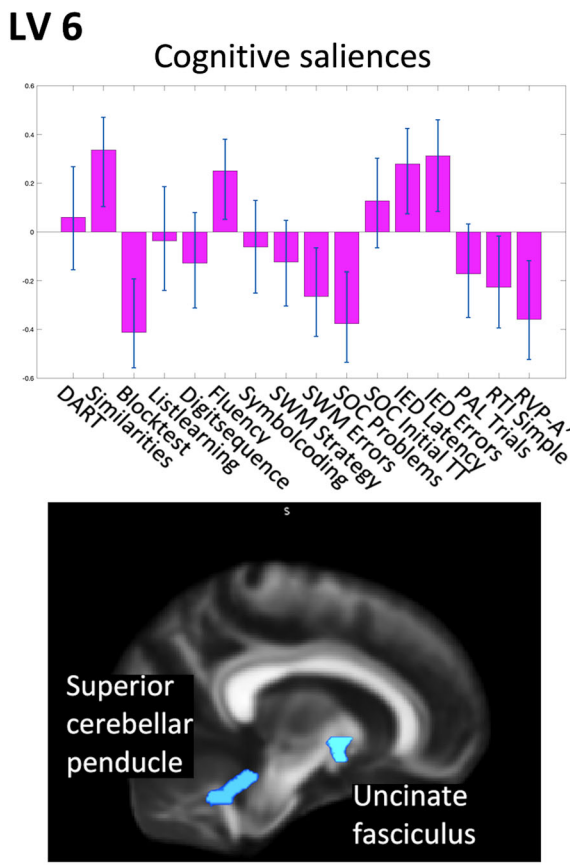 LV 6
Cognitive saliences
0.6
0.4
0.2
0
-0.2
-0.4
-0.6
DART
Similarities
Blocktest
Listlearning
Digitsequence
Fluency
Symbolcoding
SWM Strategy
SWM Errors
SOC Problems
SOC Initial TT
IED Latency
IED Errors
PAL Trials
RTI Simple
RVP-A'
S
Superior
cerebellar
penducle
Uncinate
fasciculus